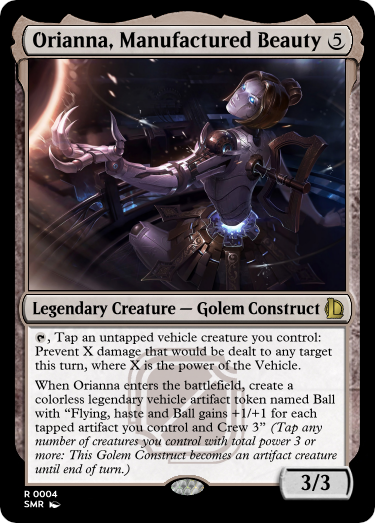 Orianna, Manufactured Beauty 5
Legendary Creature — Golem Construct
, Tap an untapped vehicle creature you control:
Prevent X damage that would be dealt to any target
this turn, where X is the power of the Vehicle.
When Orianna enters the battlefield, create a
colorless legendary vehicle artifact token named Ball
with “Flying, haste and Ball gains +1/+1 for each
tapped artifact you control and Crew 3” (Tap any
number of creatures you control with total power 3 or
more: This Golem Construct becomes an artifact creature
until end of turn.)
3/3
R 0004
SMR